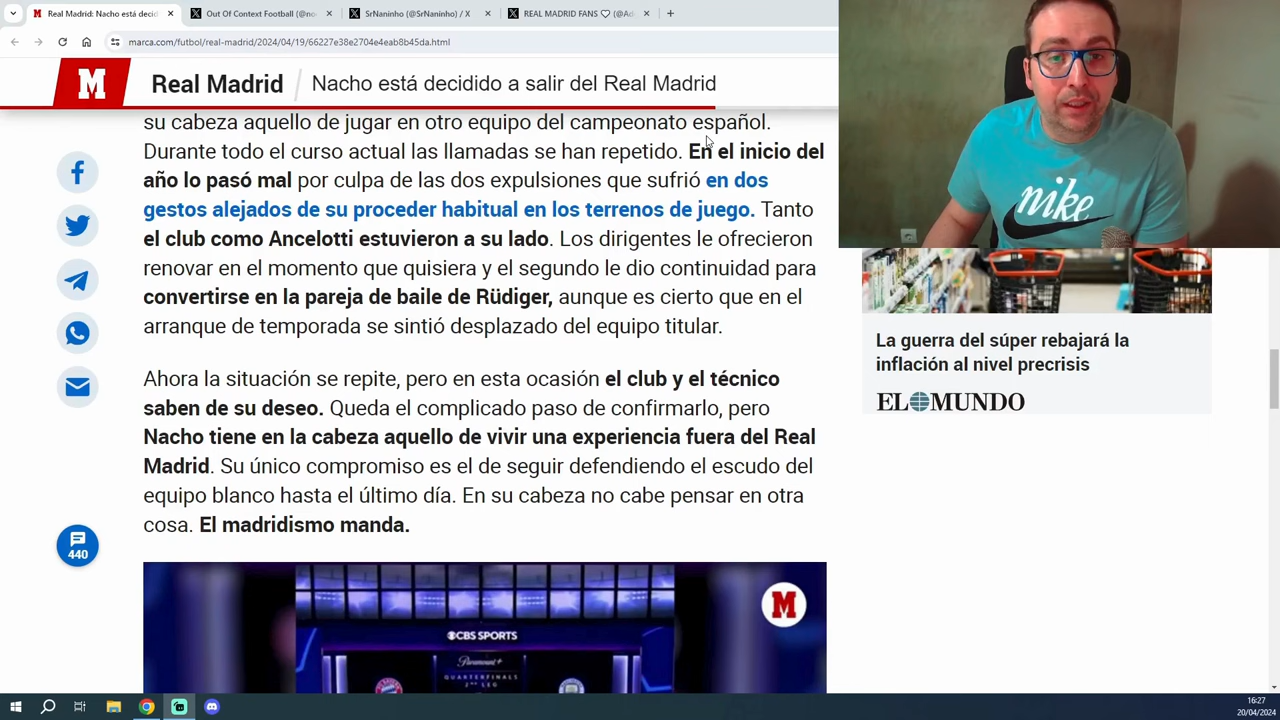 Real Madrid: Nacho está decid
Out Of Context Football (@no
SrNaninho (@SrNaninho) / X
REAL MADRID FANS 🤍 (@Ad
marca.com/futbol/real-madrid/2024/04/19/66227e38e2704e4eab8b45da.html
M
Real Madrid
Nacho está decidido a salir del Real Madrid
su cabeza aquello de jugar en otro equipo del campeonato español.
Durante todo el curso actual las llamadas se han repetido. En el inicio del
año lo pasó mal por culpa de las dos expulsiones que sufrió en dos
gestos alejados de su proceder habitual en los terrenos de juego. Tanto
el club como Ancelotti estuvieron a su lado. Los dirigentes le ofrecieron
renovar en el momento que quisiera y el segundo le dio continuidad para
convertirse en la pareja de baile de Rüdiger, aunque es cierto que en el
arranque de temporada se sintió desplazado del equipo titular.
Ahora la situación se repite, pero en esta ocasión el club y el técnico
saben de su deseo. Queda el complicado paso de confirmarlo, pero
Nacho tiene en la cabeza aquello de vivir una experiencia fuera del Real
Madrid. Su único compromiso es el de seguir defendiendo el escudo del
equipo blanco hasta el último día. En su cabeza no cabe pensar en otra
cosa. El madridismo manda.
440
M
CBS SPORTS
Paramount+
QUARTERFINALS
2ND LEG
NIKE
La guerra del súper rebajará la
inflación al nivel precrisis
EL MUNDO
16:27
20/04/2024